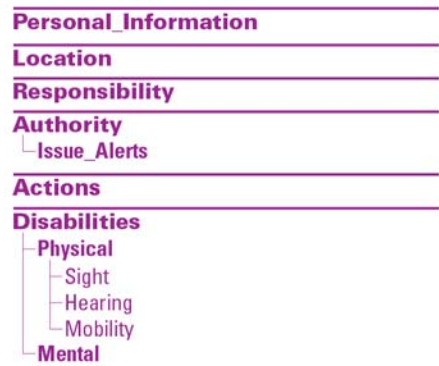 Personal_Information
Location
Responsibility
Authority
Issue_Alerts
Actions
Disabilities
Physical
Sight
Hearing
Mobility
Mental